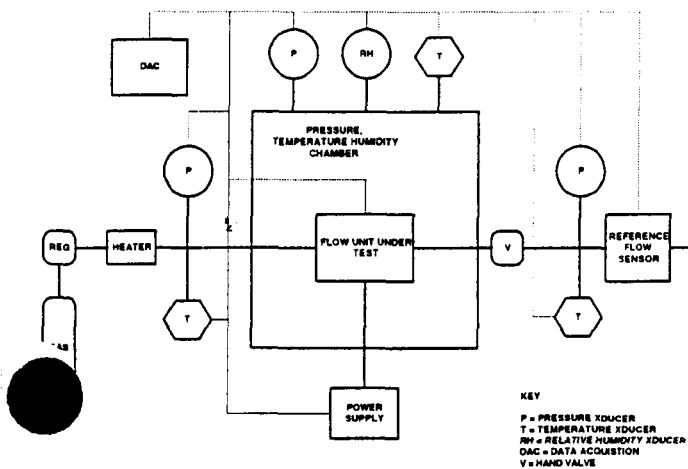 DAC
P
RH
T
PRESSURE,
TEMPERATURE HUMIDITY
CHAMBER
P
P
REG
HEATER
FLOW UNIT UNDER
TEST
V
REFERENCE
FLOW
SENSOR
T
T
POWER
SUPPLY
KEY
P = PRESSURE XDUCER
T = TEMPERATURE XDUCER
RH = RELATIVE HUMIDITY XDUCER
DAC = DATA ACQUISTION
V = HAND VALVE